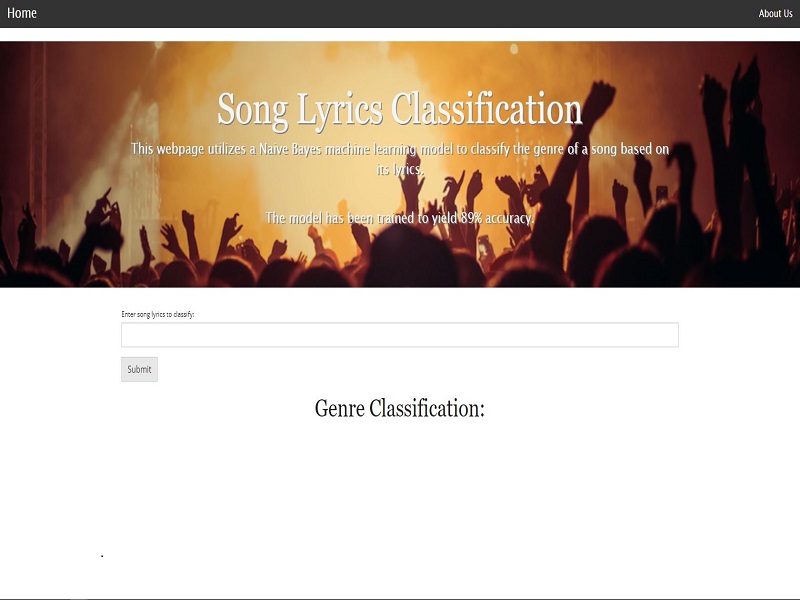 Home
About Us
Song Lyrics Classification
This webpage utilizes a Naive Bayes machine learning model to classify the genre of a song based on
its lyrics.
The model has been trained to yield 89% accuracy.
Enter song lyrics to classify:
Submit
Genre Classification:
.